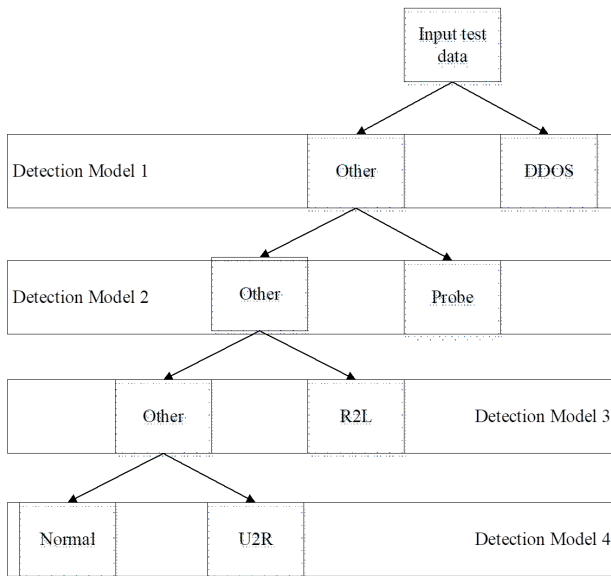 Input test
data
Detection Model 1
Other
DDOS
Detection Model 2
Other
Probe
Other
R2L
Detection Model 3
Normal
U2R
Detection Model 4